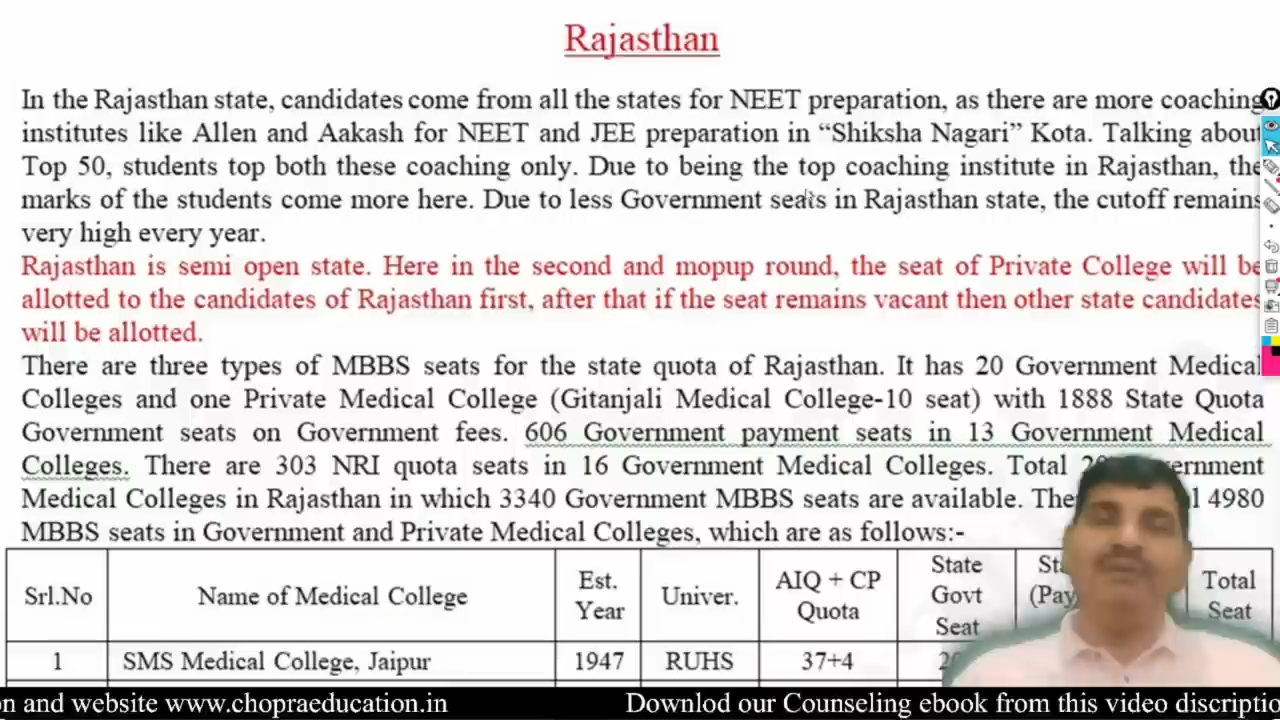 Rajasthan
In the Rajasthan state, candidates come from all the states for NEET preparation, as there are more coaching
institutes like Allen and Aakash for NEET and JEE preparation in “Shiksha Nagari” Kota. Talking about
Top 50, students top both these coaching only. Due to being the top coaching institute in Rajasthan, the
marks of the students come more here. Due to less Government seats in Rajasthan state, the cutoff remains
very high every year.
Rajasthan is semi open state. Here in the second and mopup round, the seat of Private College will be
allotted to the candidates of Rajasthan first, after that if the seat remains vacant then other state candidates
will be allotted.
There are three types of MBBS seats for the state quota of Rajasthan. It has 20 Government Medical
Colleges and one Private Medical College (Gitanjali Medical College-10 seat) with 1888 State Quota
Government seats on Government fees. 606 Government payment seats in 13 Government Medical
Colleges. There are 303 NRI quota seats in 16 Government Medical Colleges. Total
Medical Colleges in Rajasthan in which 3340 Government MBBS seats are available. 4980
MBBS seats in Government and Private Medical Colleges, which are as follows:-
Srl.No Name of Medical College Est. Year Univer. AIQ + CP Quota State Govt Seat Total Seat
1 SMS Medical College, Jaipur 1947 RUHS 37+4
on and website www.chopraeducation.in Downlod our Counseling ebook from this video discriptio